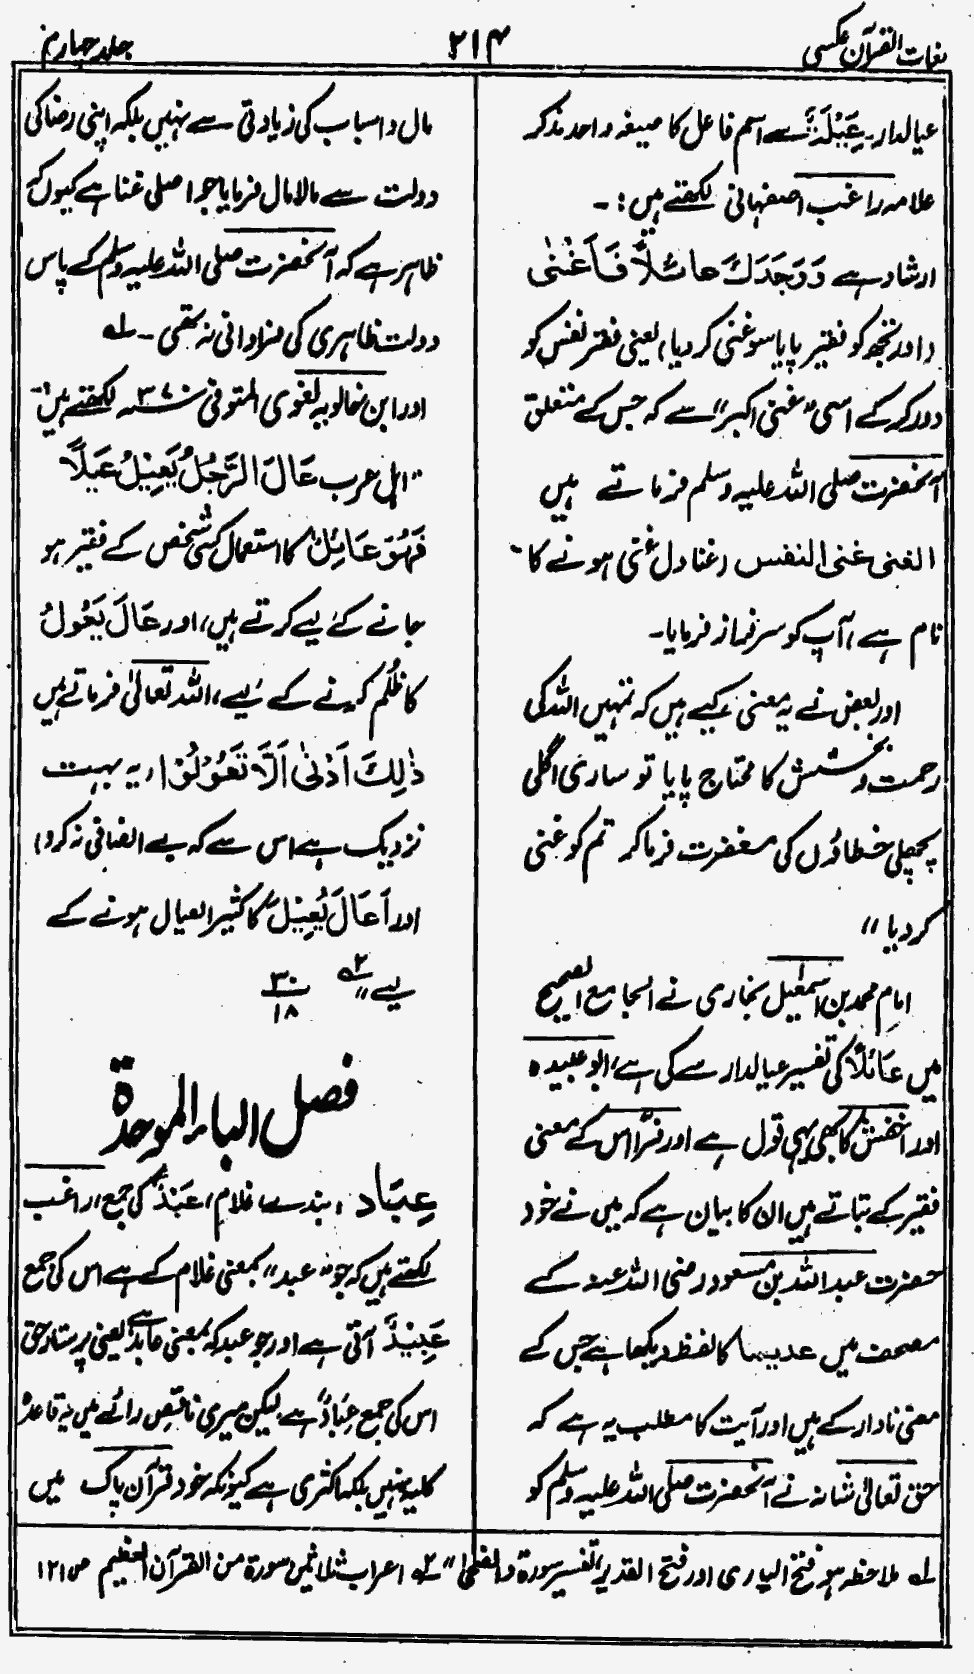 لغات القرآن عکسی
۲۱۴
جلد چہارم
عیالدار۔ عَیْلَۃٌ سے اسم فاعل کا صیغہ واحد مذکر
علامہ راغب اصفہانی لکھتے ہیں:۔
ارشاد ہے وَوَجَدَكَ عَائِلًا فَاَغْنٰى
(اور تجھ کو فقیر پایا سو غنی کر دیا) یعنی فقر نفس کو
دور کر کے اسی "غنی اکبر" سے کہ جس کے متعلق
آنحضرت صلی اللہ علیہ وسلم فرماتے ہیں
الغنی غنی النفس (غنا دل غنی ہونے کا
نام ہے، آپ کو سرفراز فرمایا۔
اور بعض نے یہ معنی کیے ہیں کہ تمہیں اللہ کی
رحمت و بخشش کا محتاج پایا تو ساری اگلی
پچھلی خطاؤں کی مغفرت فرما کر تم کو غنی
کر دیا"
امام محمد بن اسمٰعیل بخاری نے الجامع الصحیح
میں عَائِلًا کی تفسیر عیالدار سے کی ہے، ابو عبیدہ
اور اخفش کا بھی یہی قول ہے اور فرّا اس کے معنی
فقیر کے بتاتے ہیں ان کا بیان ہے کہ میں نے خود
حضرت عبد اللہ بن مسعود رضی اللہ عنہ کے
مصحف میں عدیما کا لفظ دیکھا ہے جس کے
معنی نادار کے ہیں اور آیت کا مطلب یہ ہے کہ
حق تعالیٰ شانہ نے آنحضرت صلی اللہ علیہ وسلم کو
مال و اسباب کی زیادتی سے نہیں بلکہ اپنی رضا کی
دولت سے مالا مال فرمایا جو اصلی غنا ہے کیوں کہ
ظاہر ہے کہ آنحضرت صلی اللہ علیہ وسلم کے پاس
دولت ظاہری کی فراوانی نہ تھی۔ لہ
اور ابن خالویہ لغوی المتوفی ۳۷۰ھ لکھتے ہیں:
"اہل عرب عَالَ الرَّجُلُ يَعِيْلُ عَيْلًا
فَهُوَ عَائِلٌ کا استعمال کسی شخص کے فقیر ہو
جانے کے لیے کرتے ہیں، اور عَالَ يَعُوْلُ
کا ظلم کرنے کے لیے، اللہ تعالیٰ فرماتے ہیں
ذٰلِكَ اَدْنٰى اَلَّا تَعُوْلُوْا (یہ بہت
نزدیک ہے اس سے کہ بے انصافی نہ کرو)
اور اَعَالَ يُعِيْلُ کا کثیر العیال ہونے کے
لیے" ۲ہ ۳۰/۱۸
فصل الباء الموحدۃ
عِبَاد، بندے، غلام، عَبْدٌ کی جمع، راغب
لکھتے ہیں کہ جو "عبد" بمعنی غلام کے ہے اس کی جمع
عَبِيْدٌ آتی ہے اور جو عبد کہ بمعنی عابد ہے یعنی پرستار حق
اس کی جمع عِبَادٌ ہے لیکن میری ناقص رائے میں یہ قاعدہ
کلیہ نہیں بلکہ اکثری ہے کیونکہ خود قرآن پاک میں
لہ ملاحظہ ہو فتح الباری اور فتح القدیر، تفسیر سورۃ والضحیٰ" ۲ہ اعراب ثلاثین سورۃ من القرآن العظیم ص ۱۲۱